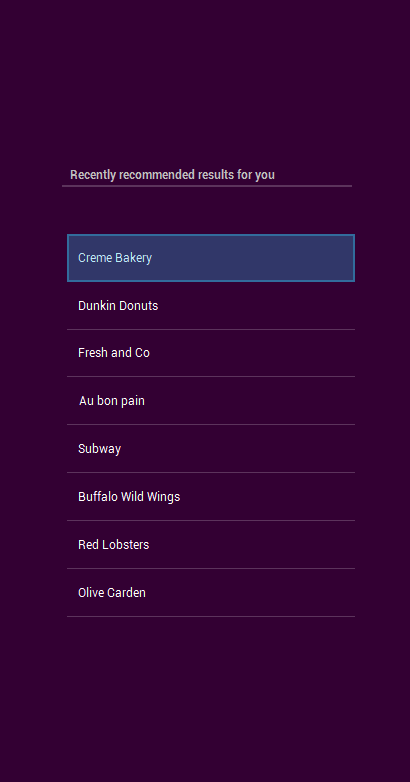 Recently recommended results for you
Creme Bakery
Dunkin Donuts
Fresh and Co
Au bon pain
Subway
Buffalo Wild Wings
Red Lobsters
Olive Garden